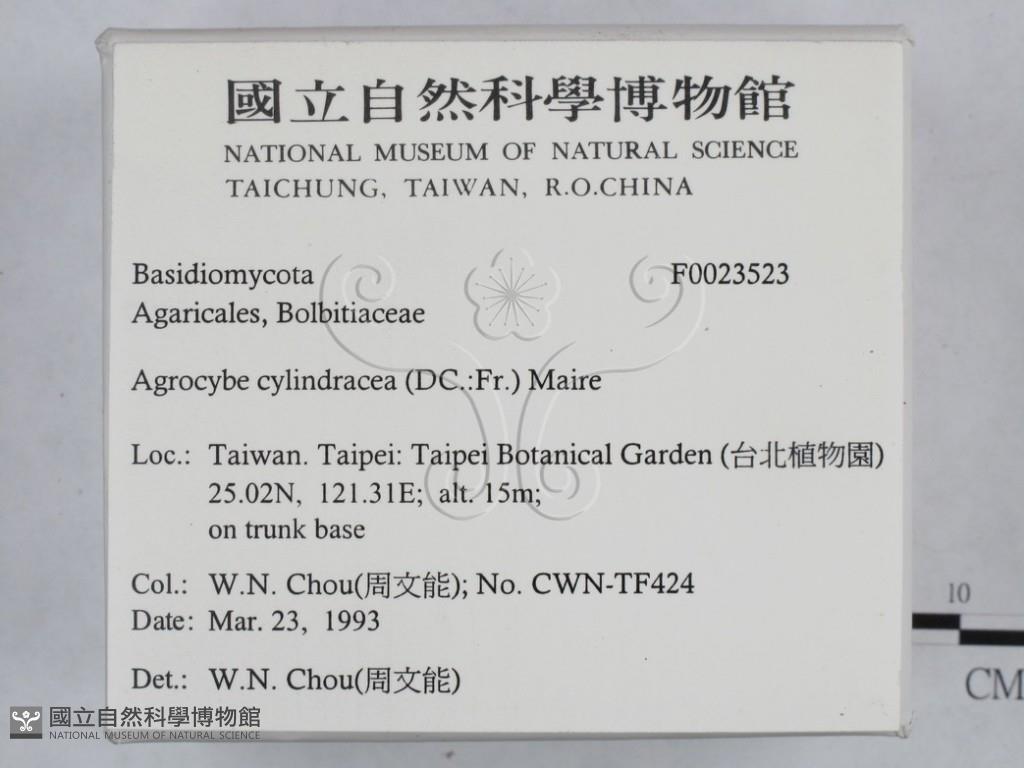 國立自然科學博物館
NATIONAL MUSEUM OF NATURAL SCIENCE
TAICHUNG, TAIWAN, R.O.CHINA
Basidiomycota F0023523
Agaricales, Bolbitiaceae
Agrocybe cylindracea (DC.:Fr.) Maire
Loc.: Taiwan. Taipei: Taipei Botanical Garden (台北植物園)
25.02N, 121.31E; alt. 15m;
on trunk base
Col.: W.N. Chou(周文能); No. CWN-TF424
Date: Mar. 23, 1993
Det.: W.N. Chou(周文能)
10
CM
國立自然科學博物館
NATIONAL MUSEUM OF NATURAL SCIENCE